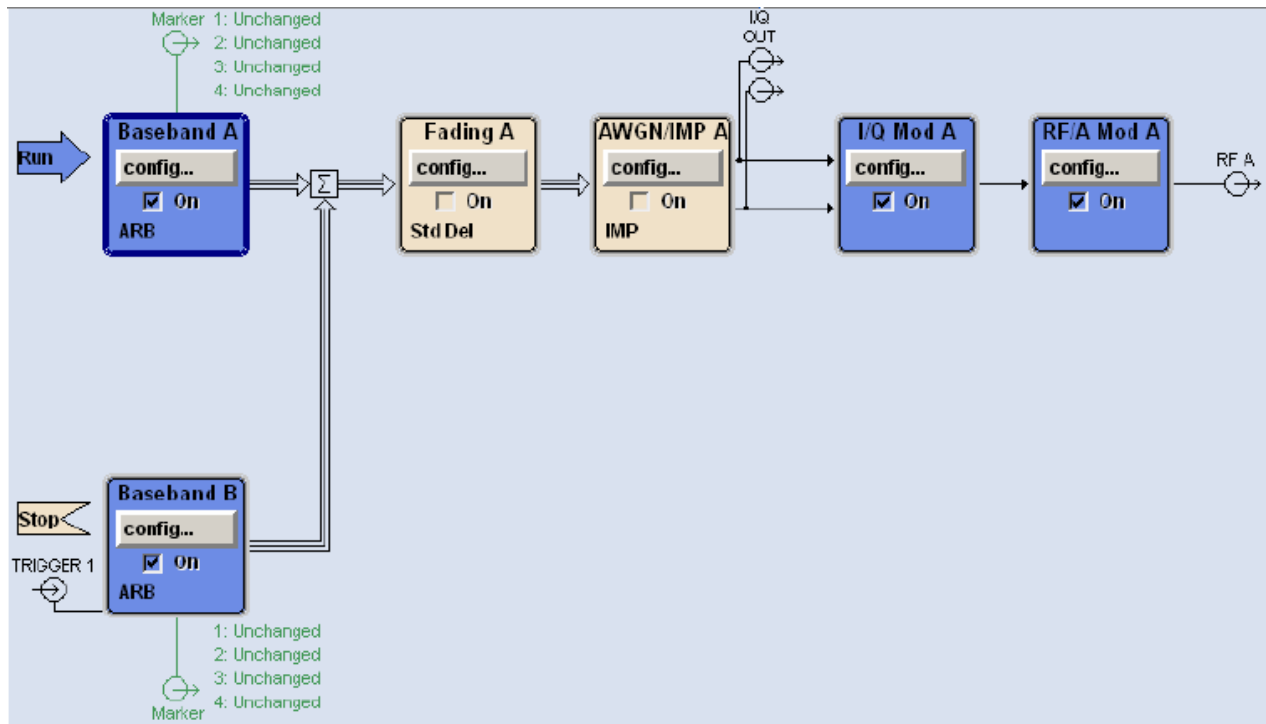 Marker 1: Unchanged
2: Unchanged
3: Unchanged
4: Unchanged
I/Q
OUT
Run
Baseband A
config...
On
ARB
Σ
Fading A
config...
On
Std Del
AWGN/IMP A
config...
On
IMP
I/Q Mod A
config...
On
RF/A Mod A
config...
On
RF A
Stop
TRIGGER 1
Baseband B
config...
On
ARB
1: Unchanged
2: Unchanged
3: Unchanged
Marker 4: Unchanged